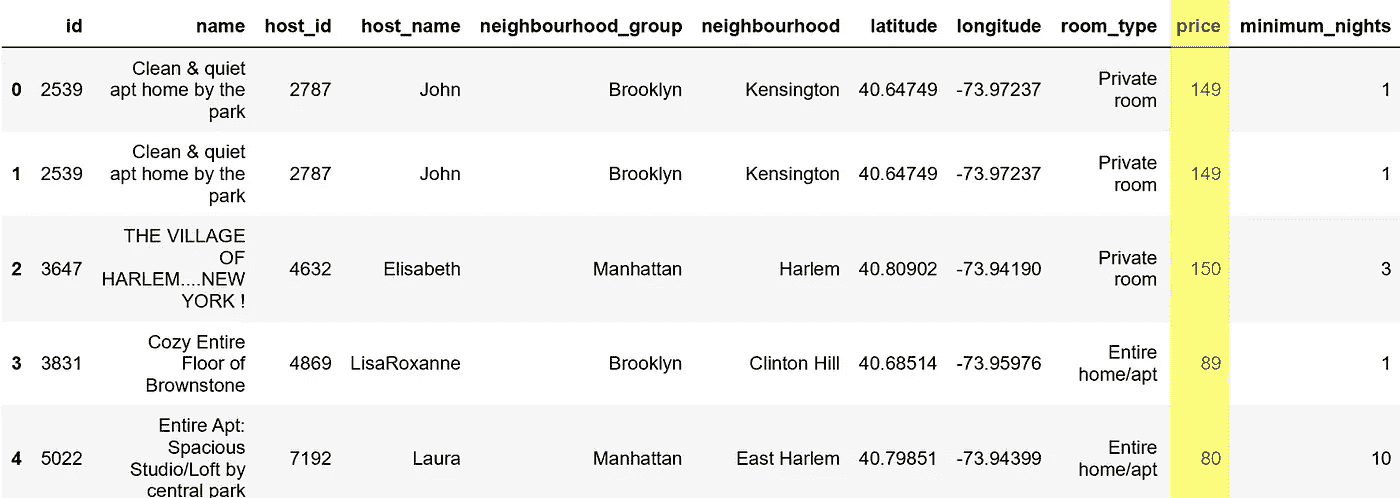 id name host_id host_name neighbourhood_group neighbourhood latitude longitude room_type price minimum_nights
0 2539 Clean & quiet apt home by the park 2787 John Brooklyn Kensington 40.64749 -73.97237 Private room 149 1
1 2539 Clean & quiet apt home by the park 2787 John Brooklyn Kensington 40.64749 -73.97237 Private room 149 1
2 3647 THE VILLAGE OF HARLEM....NEW YORK ! 4632 Elisabeth Manhattan Harlem 40.80902 -73.94190 Private room 150 3
3 3831 Cozy Entire Floor of Brownstone 4869 LisaRoxanne Brooklyn Clinton Hill 40.68514 -73.95976 Entire home/apt 89 1
4 5022 Entire Apt: Spacious Studio/Loft by central park 7192 Laura Manhattan East Harlem 40.79851 -73.94399 Entire home/apt 80 10